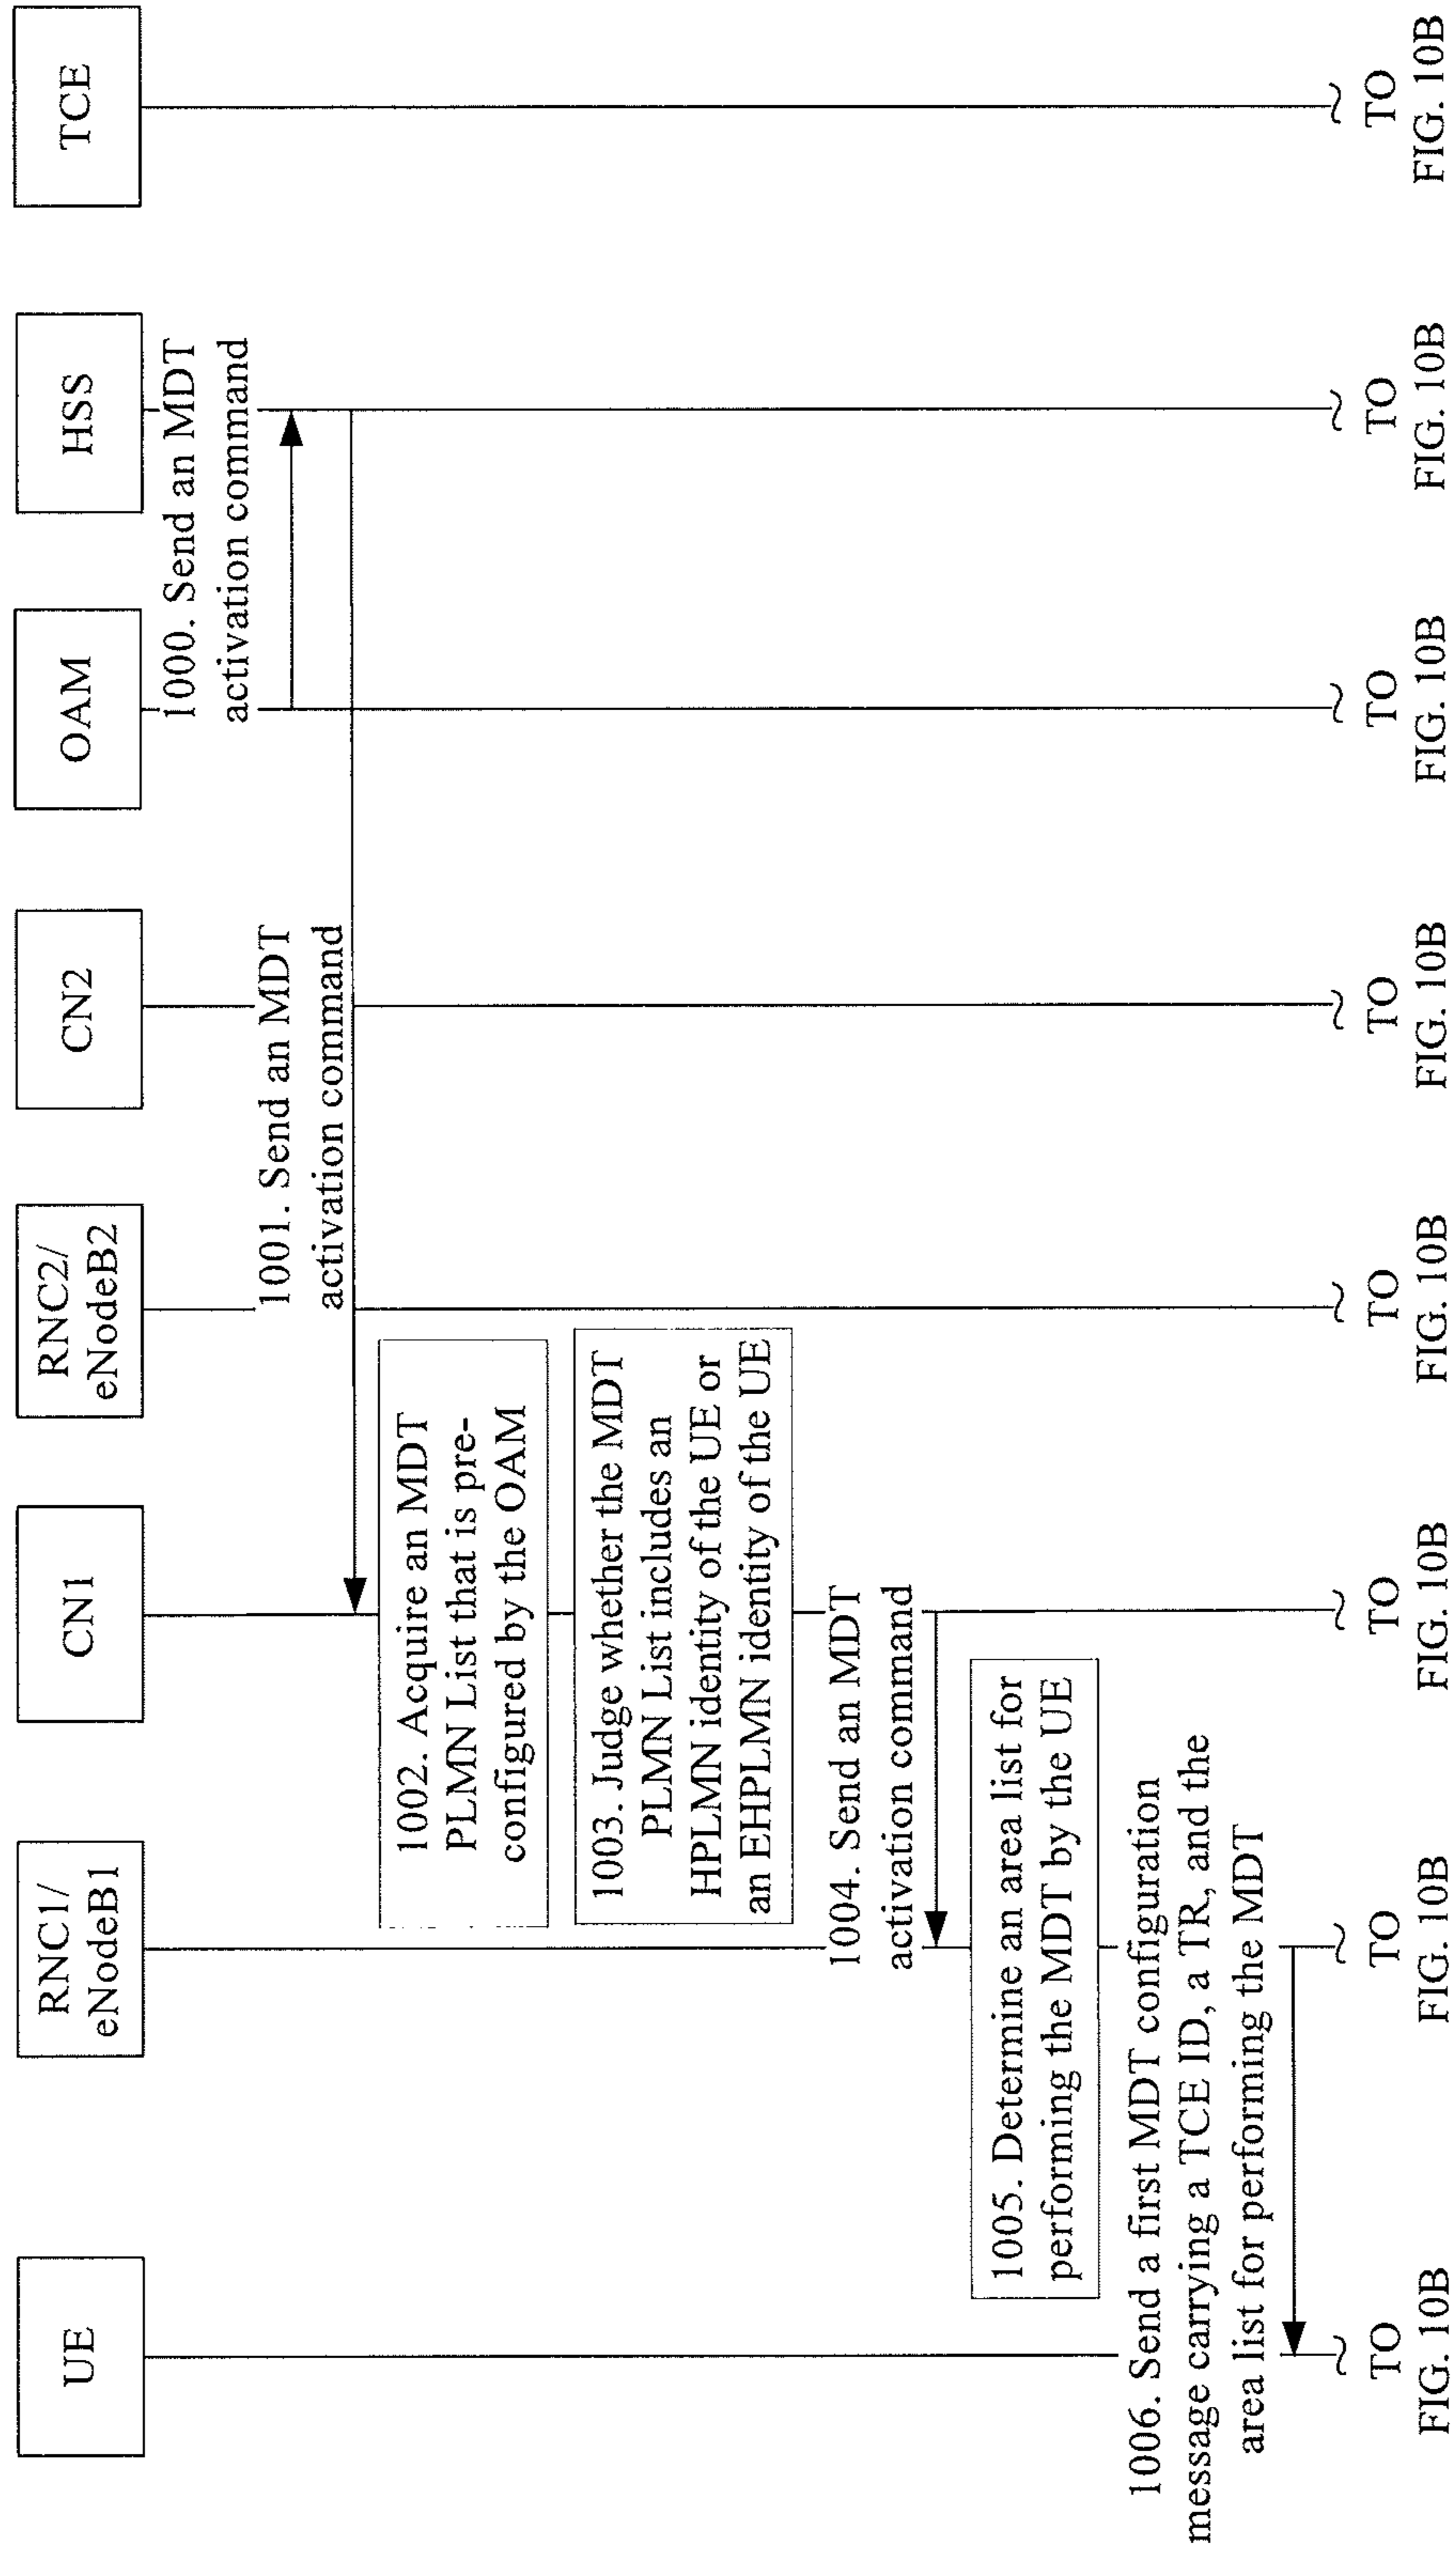 UE
RNC1/
eNodeB1
CN1
RNC2/
eNodeB2
CN2
OAM
HSS
TCE
1000. Send an MDT
activation command
1001. Send an MDT
activation command
1002. Acquire an MDT
PLMN List that is pre-
configured by the OAM
1003. Judge whether the MDT
PLMN List includes an
HPLMN identity of the UE or
an EHPLMN identity of the UE
1004. Send an MDT
activation command
1005. Determine an area list for
performing the MDT by the UE
1006. Send a first MDT configuration
message carrying a TCE ID, a TR, and the
area list for performing the MDT
TO
FIG. 10B
TO
FIG. 10B
TO
FIG. 10B
TO
FIG. 10B
TO
FIG. 10B
TO
FIG. 10B
TO
FIG. 10B
TO
FIG. 10B